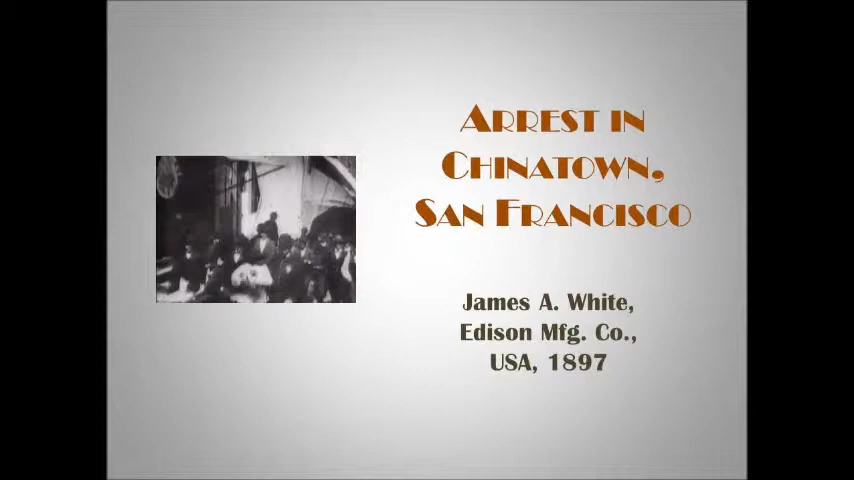 Arrest in
Chinatown,
San Francisco
James A. White,
Edison Mfg. Co.,
USA, 1897